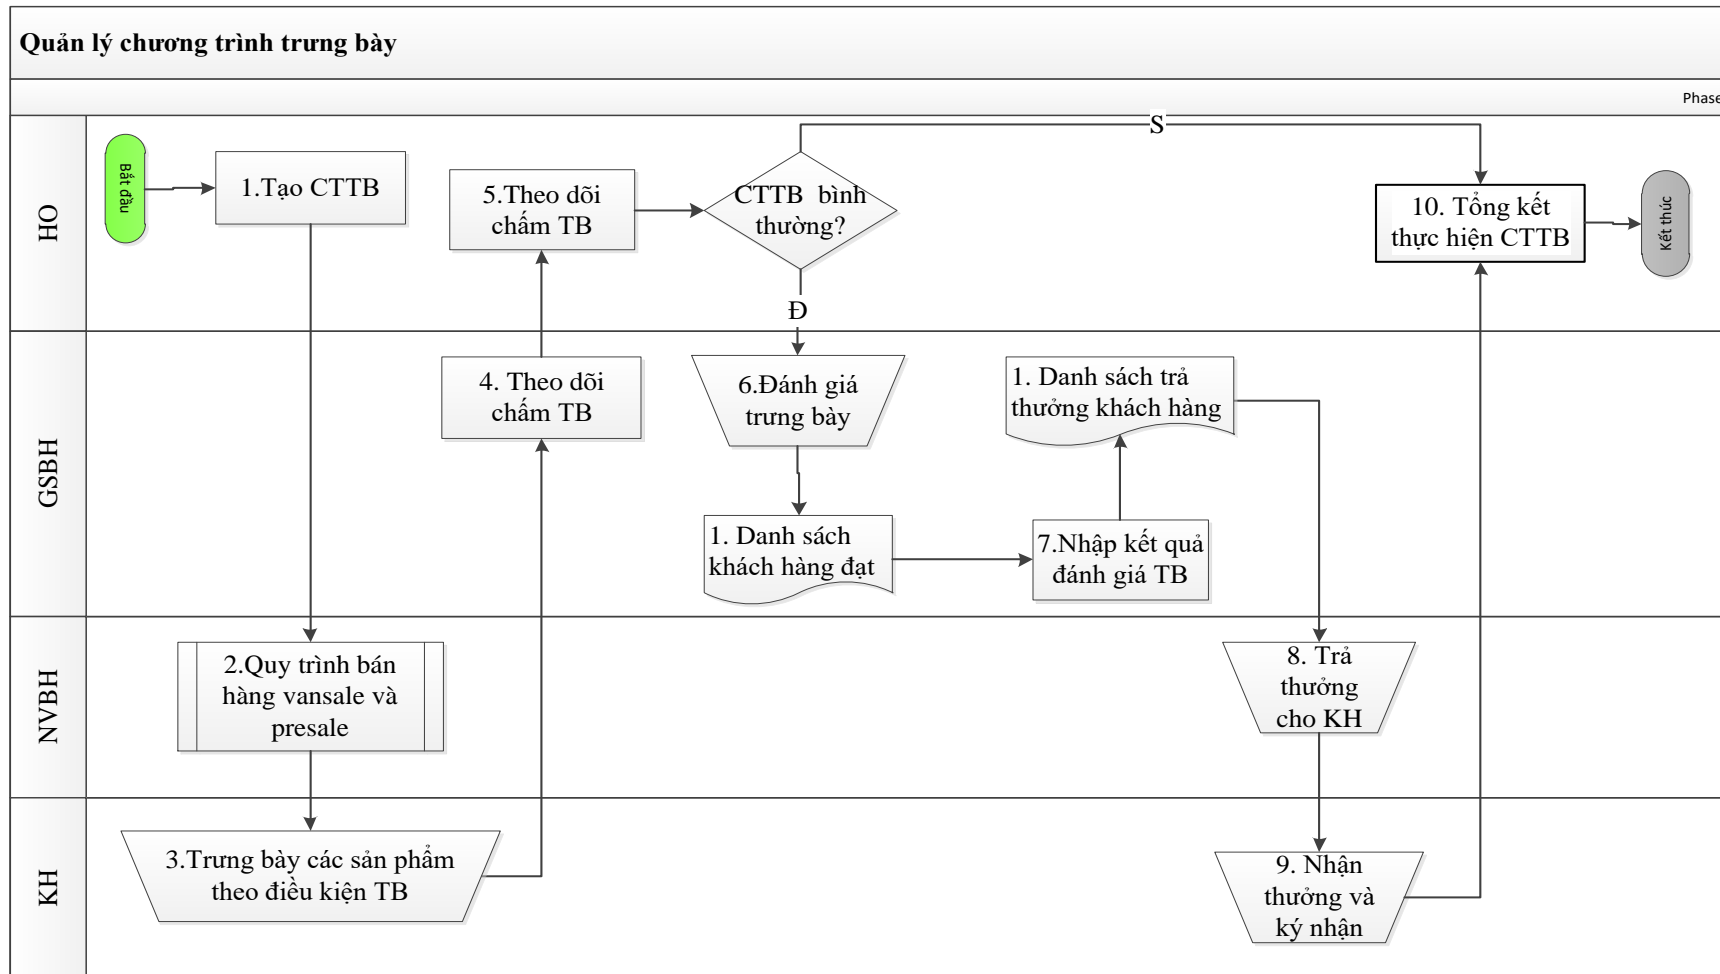 Quản lý chương trình trưng bày
Phase
HO
Bắt đầu
1.Tạo CTTB
5.Theo dõi
chấm TB
CTTB bình
thường?
S
Đ
10. Tổng kết
thực hiện CTTB
Kết thúc
GSBH
4. Theo dõi
chấm TB
6.Đánh giá
trưng bày
1. Danh sách trả
thưởng khách hàng
1. Danh sách
khách hàng đạt
7.Nhập kết quả
đánh giá TB
NVBH
2.Quy trình bán
hàng vansale và
presale
8. Trả
thưởng
cho KH
KH
3.Trưng bày các sản phẩm
theo điều kiện TB
9. Nhận
thưởng và
ký nhận